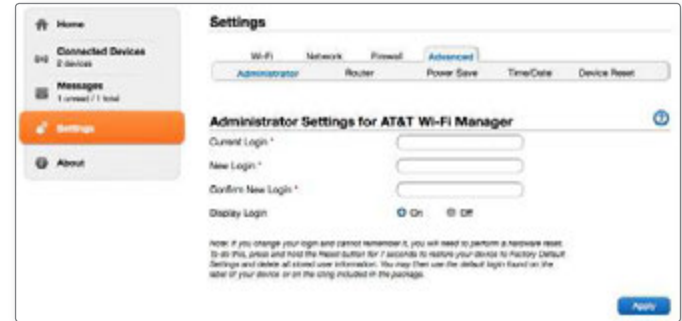 Home
Connected Devices
2 devices
Messages
1 unread / 1 total
Settings
About
Settings
Wi-Fi Network Firewall Advanced
Administrator Router Power Save Time/Date Device Reset
Administrator Settings for AT&T Wi-Fi Manager
Current Login *
New Login *
Confirm New Login *
Display Login On Off
Note: If you change your login and cannot remember it, you will need to perform a hardware reset.
To do this, press and hold the Reset button for 7 seconds to restore your device to Factory Default
Settings and delete all stored user information. You may then use the default login found on the
label of your device or on the cling included in the package.
Apply